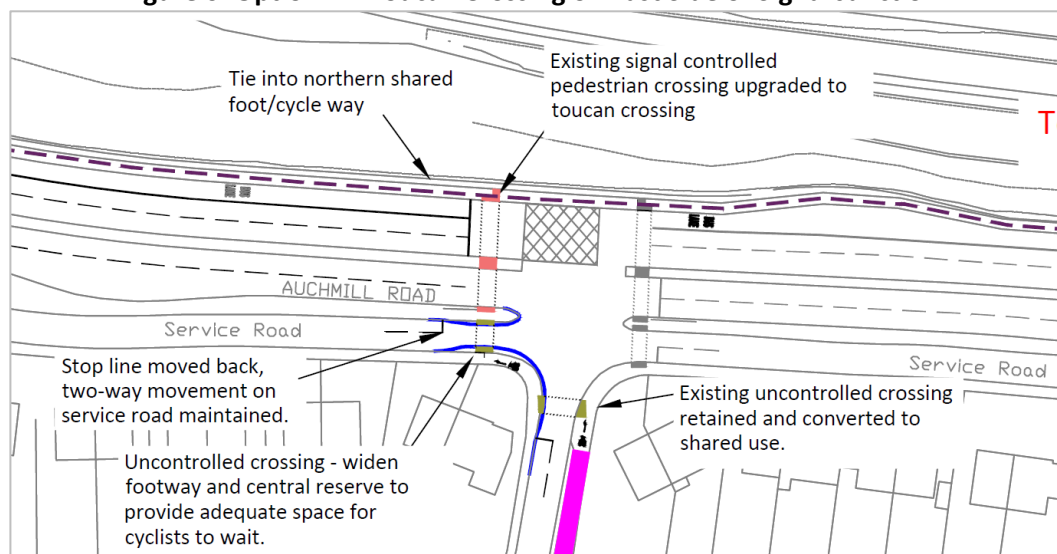 Tie into northern shared
foot/cycle way
Existing signal controlled
pedestrian crossing upgraded to
toucan crossing
T
AUCHMILL ROAD
Service Road
Service Road
Stop line moved back,
two-way movement on
service road maintained.
Existing uncontrolled crossing
retained and converted to
shared use.
Uncontrolled crossing - widen
footway and central reserve to
provide adequate space for
cyclists to wait.